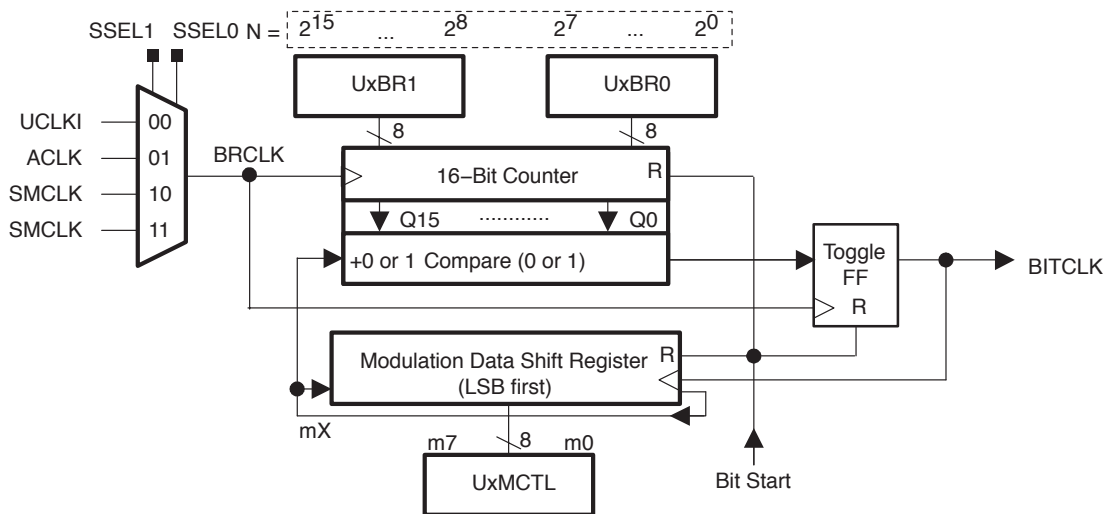 SSEL1 SSEL0 N = 2^15 ... 2^8 2^7 ... 2^0
UxBR1 UxBR0
8 8
UCLKI 00
ACLK 01
SMCLK 10
SMCLK 11
BRCLK
16−Bit Counter R
Q15 ............ Q0
+0 or 1 Compare (0 or 1)
Toggle
FF
R
BITCLK
Modulation Data Shift Register R
(LSB first)
mX
m7 8 m0
UxMCTL
Bit Start